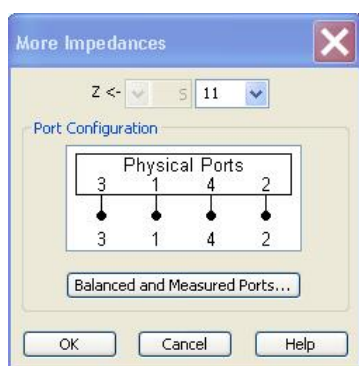 More Impedances
Z <- S 11
Port Configuration
Physical Ports
3 1 4 2
3 1 4 2
Balanced and Measured Ports...
OK Cancel Help